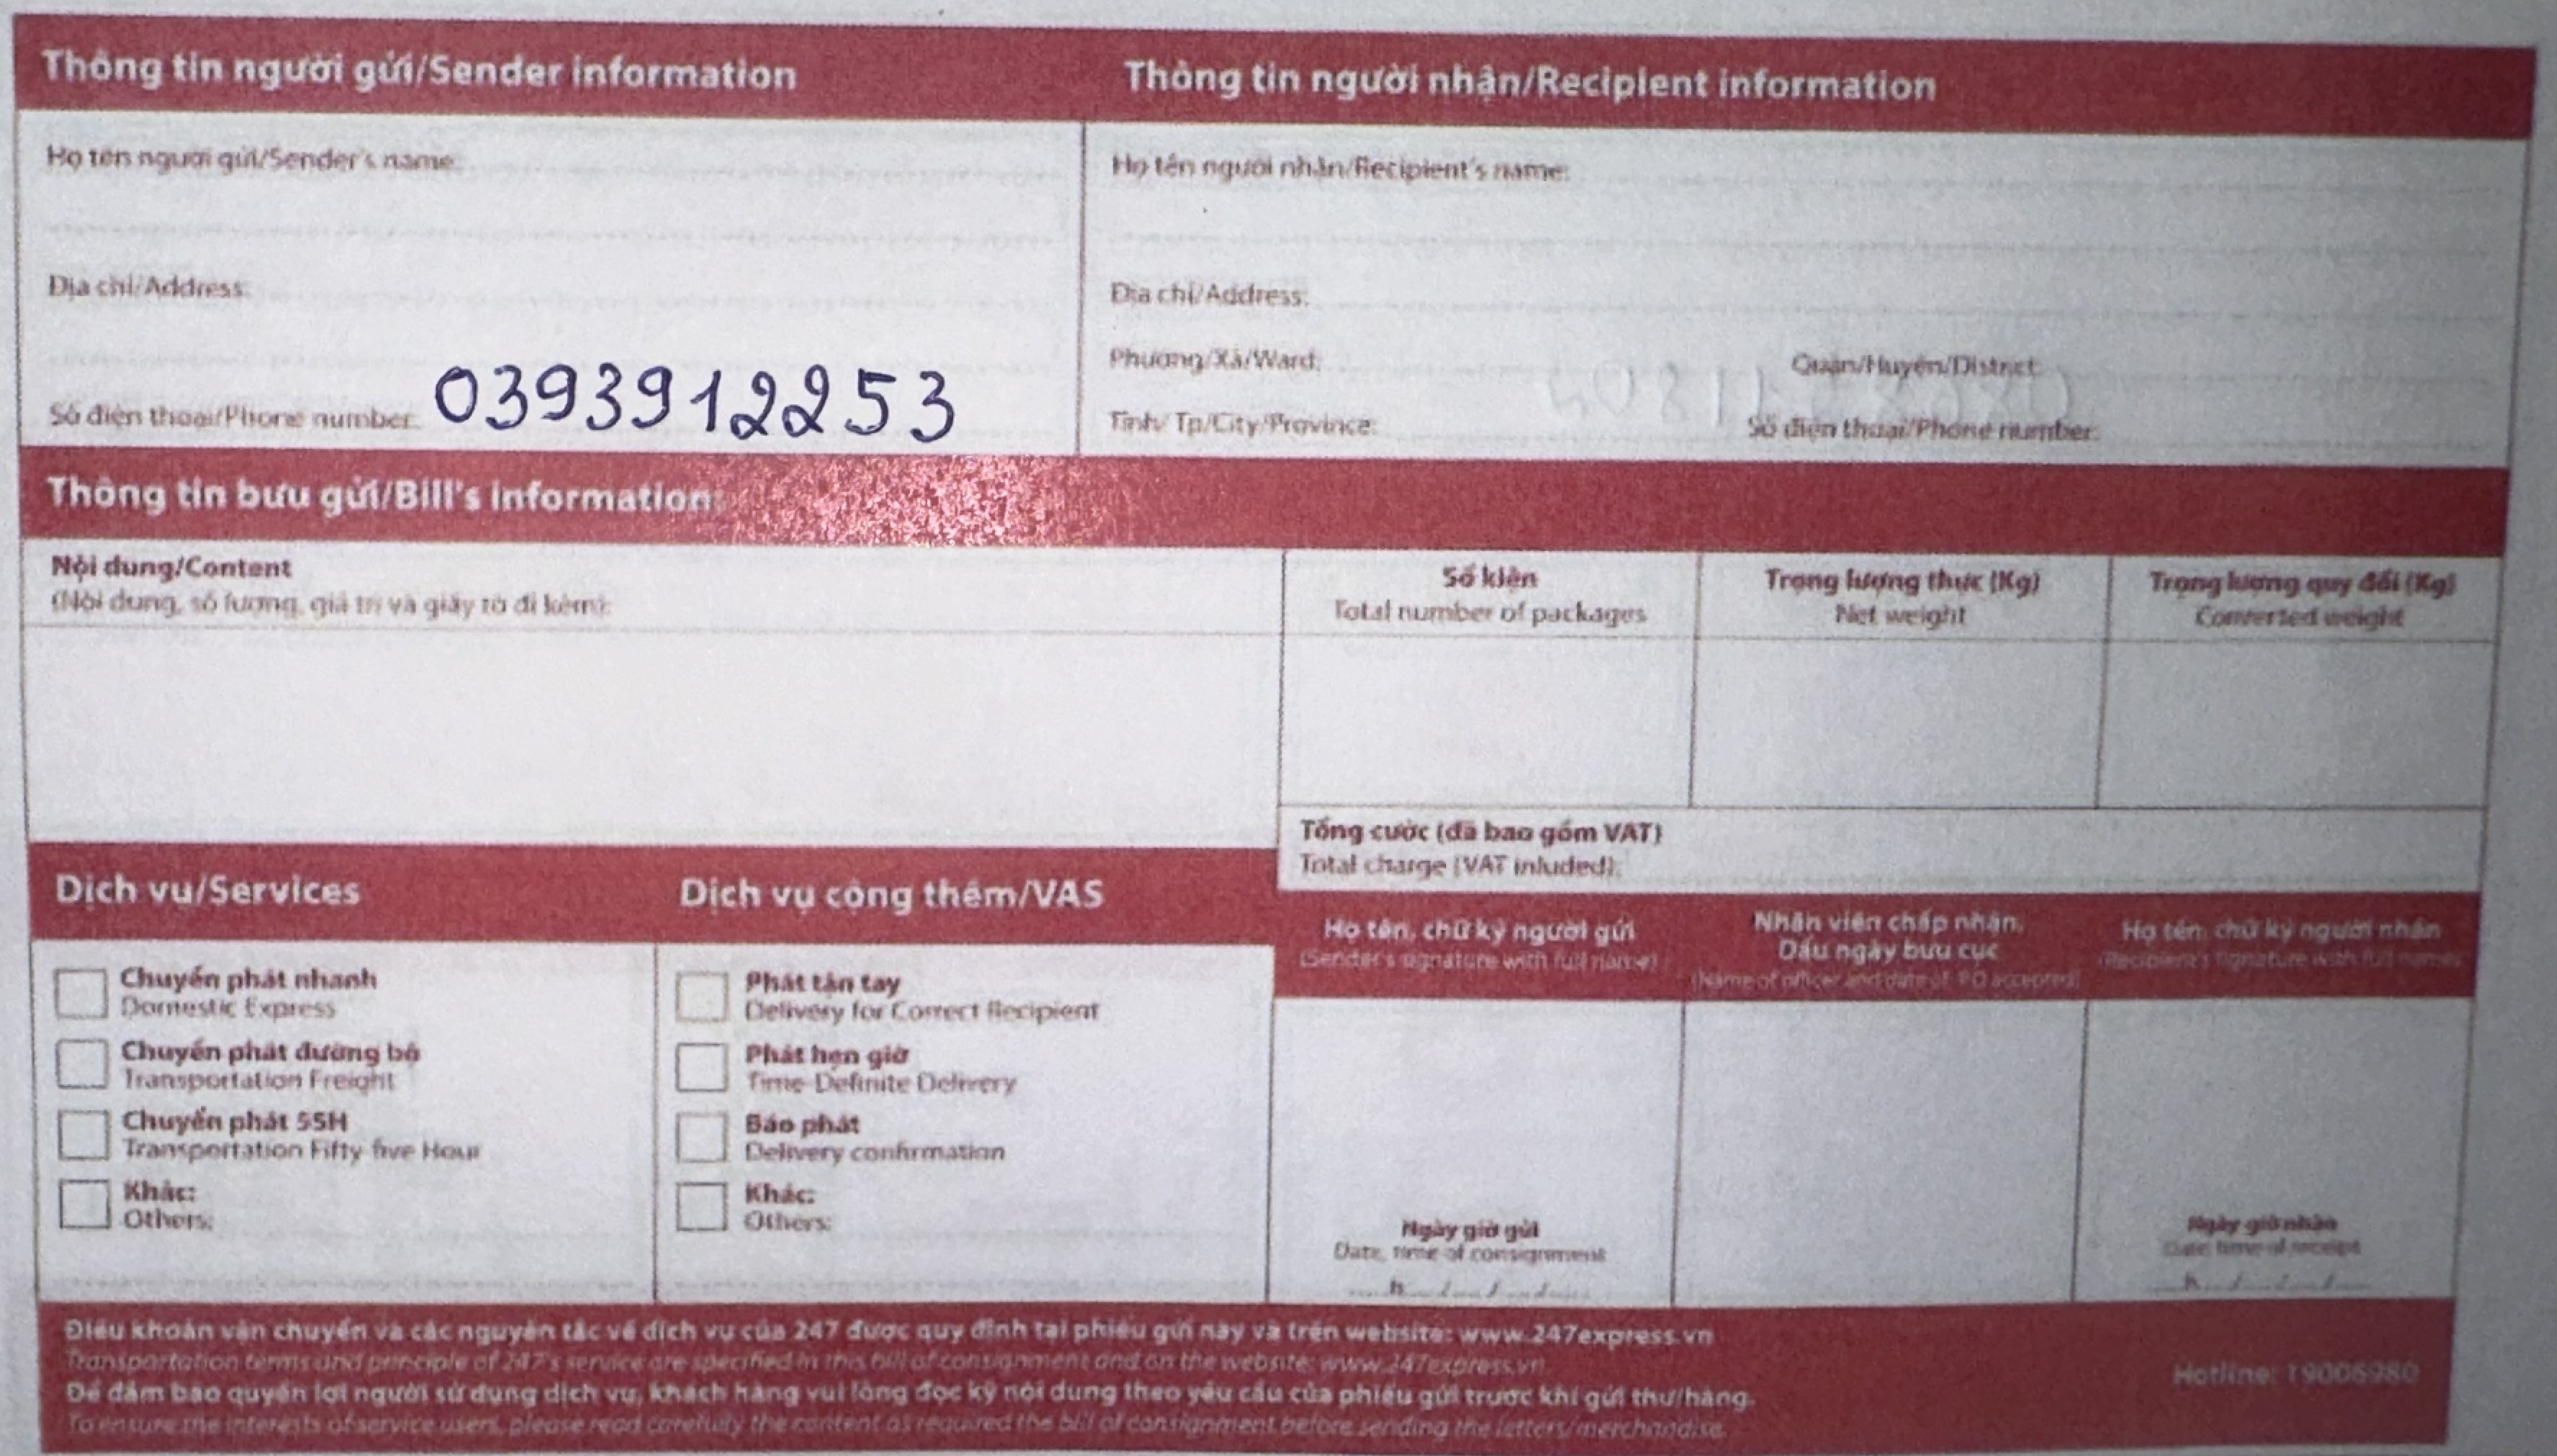 Thông tin người gửi/Sender information
Thông tin người nhận/Recipient information
Họ tên người gửi/Sender's name:
Địa chỉ/Address:
Số điện thoại/Phone number: 0393912253
Họ tên người nhận/Recipient's name:
Địa chỉ/Address:
Phường/Xã/Ward:
Quận/Huyện/District:
Tỉnh/ Tp/City/Province:
Số điện thoại/Phone number:
Thông tin bưu gửi/Bill's information
Nội dung/Content
(Nội dung, số lượng, giá trị và giấy tờ đi kèm):
Số kiện
Total number of packages
Trọng lượng thực (Kg)
Net weight
Trọng lượng quy đổi (Kg)
Converted weight
Tổng cước (đã bao gồm VAT)
Total charge (VAT inluded):
Dịch vụ/Services
Chuyển phát nhanh
Domestic Express
Chuyển phát đường bộ
Transportation Freight
Chuyển phát 55H
Transportation Fifty-five Hour
Khác:
Others:
Dịch vụ cộng thêm/VAS
Phát tận tay
Delivery for Correct Recipient
Phát hẹn giờ
Time-Definite Delivery
Báo phát
Delivery confirmation
Khác:
Others:
Họ tên, chữ ký người gửi
(Sender's signature with full name)
Ngày giờ gửi
Date, time of consignment
h / /
Nhân viên chấp nhận,
Dấu ngày bưu cục
(Name of officer and date of PO accepted)
Họ tên, chữ ký người nhận
(Recipient's signature with full name)
Ngày giờ nhận
Date, time of receipt
h / /
Điều khoản vận chuyển và các nguyên tắc về dịch vụ của 247 được quy định tại phiếu gửi này và trên website: www.247express.vn
Transportation terms and principle of 247's service are specified in this bill of consignment and on the website: www.247express.vn
Để đảm bảo quyền lợi người sử dụng dịch vụ, khách hàng vui lòng đọc kỹ nội dung theo yêu cầu của phiếu gửi trước khi gửi thư/hàng.
To ensure the interests of service users, please read carefully the content as required the bill of consignment before sending the letters/merchandise.
Hotline: 19006980